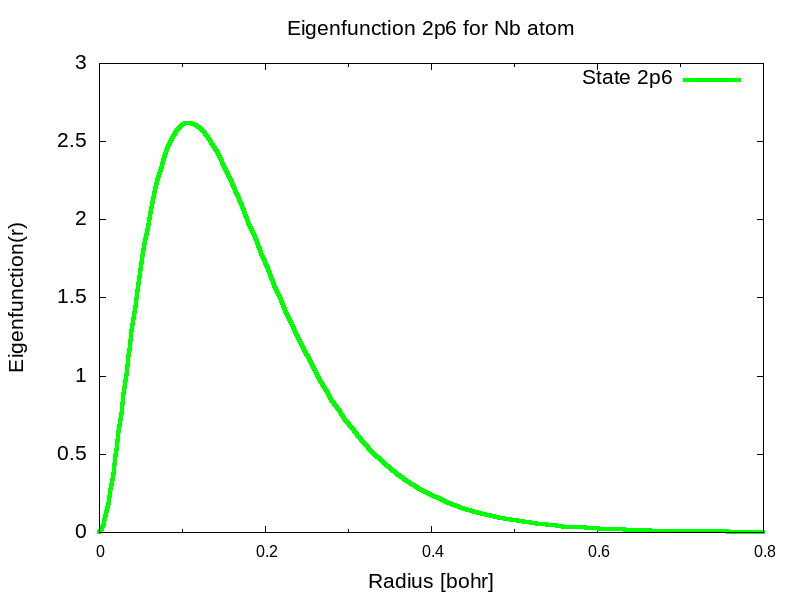 Eigenfunction 2p6 for Nb atom
State 2p6
Eigenfunction(r)
3
2.5
2
1.5
1
0.5
0
0 0.2 0.4 0.6 0.8
Radius [bohr]